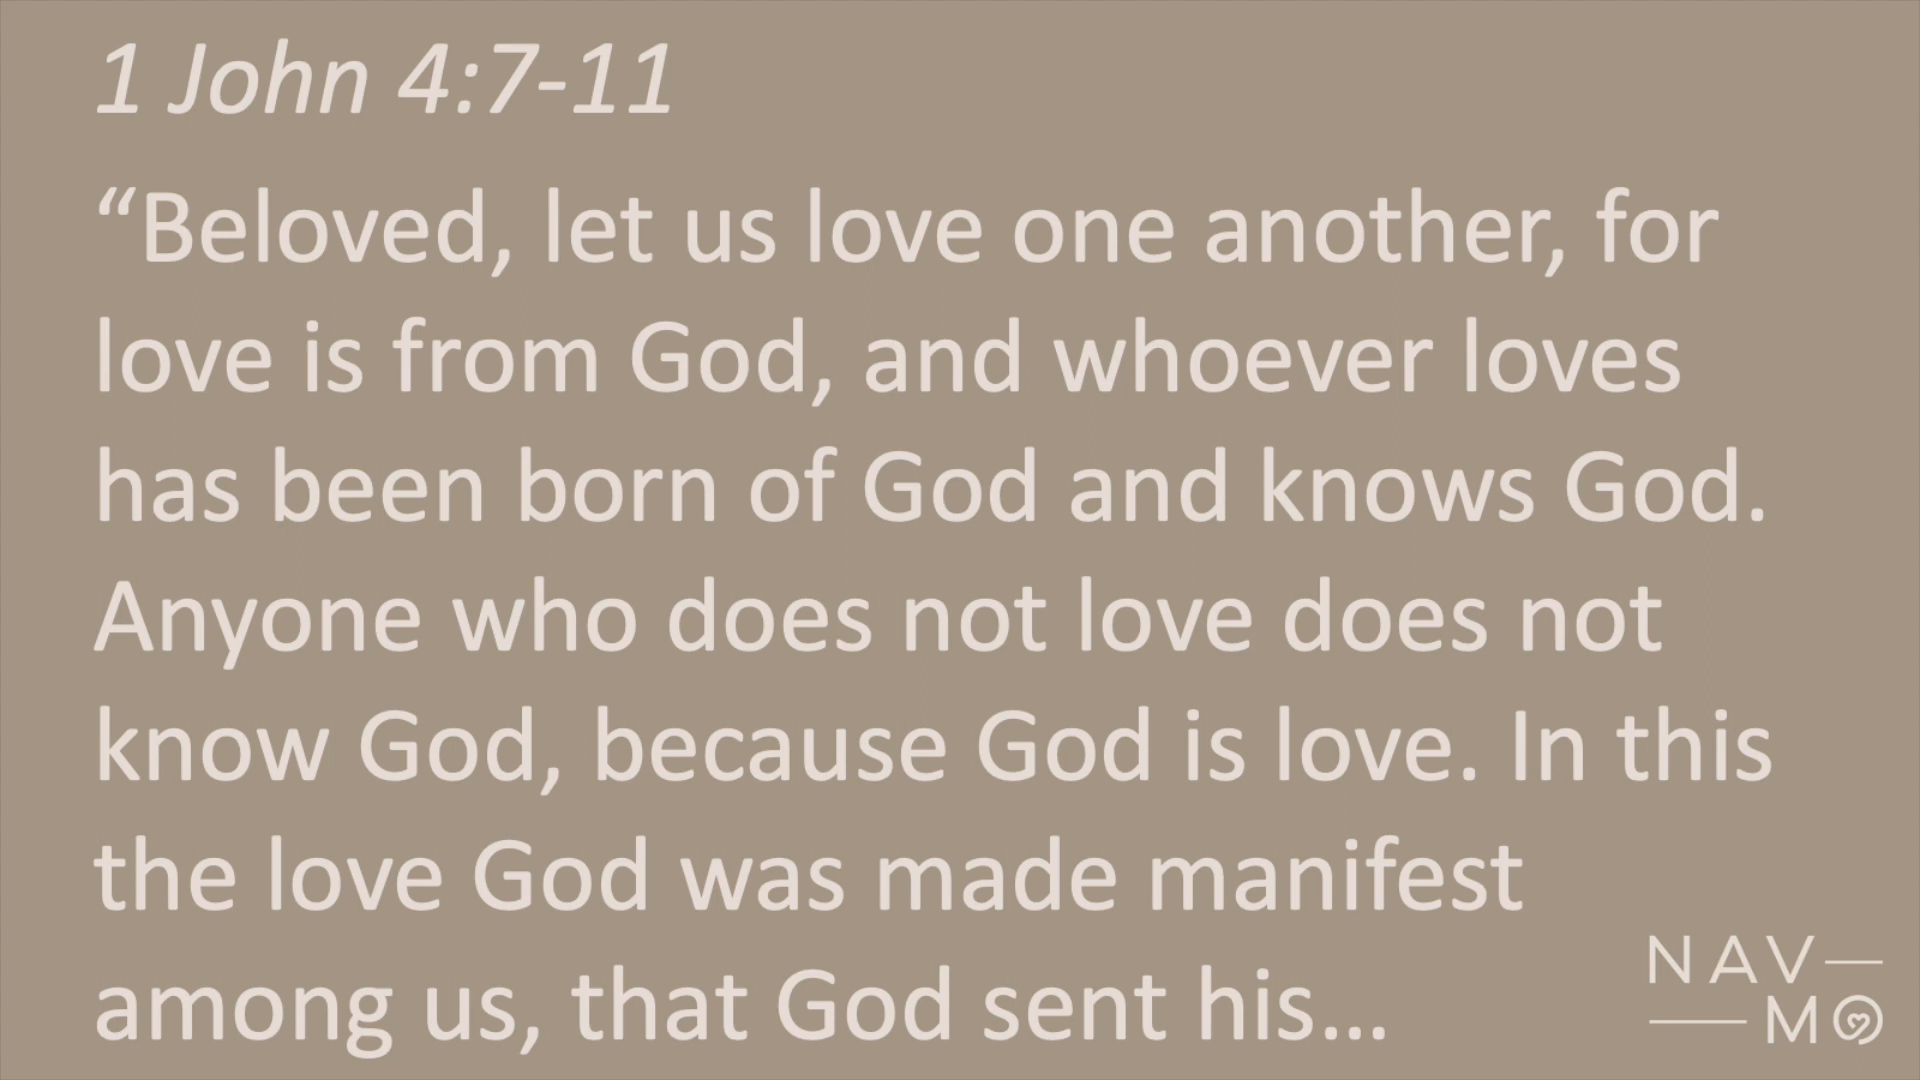 1 John 4:7-11
“Beloved, let us love one another, for
love is from God, and whoever loves
has been born of God and knows God.
Anyone who does not love does not
know God, because God is love. In this
the love God was made manifest
among us, that God sent his...
NAV
MO